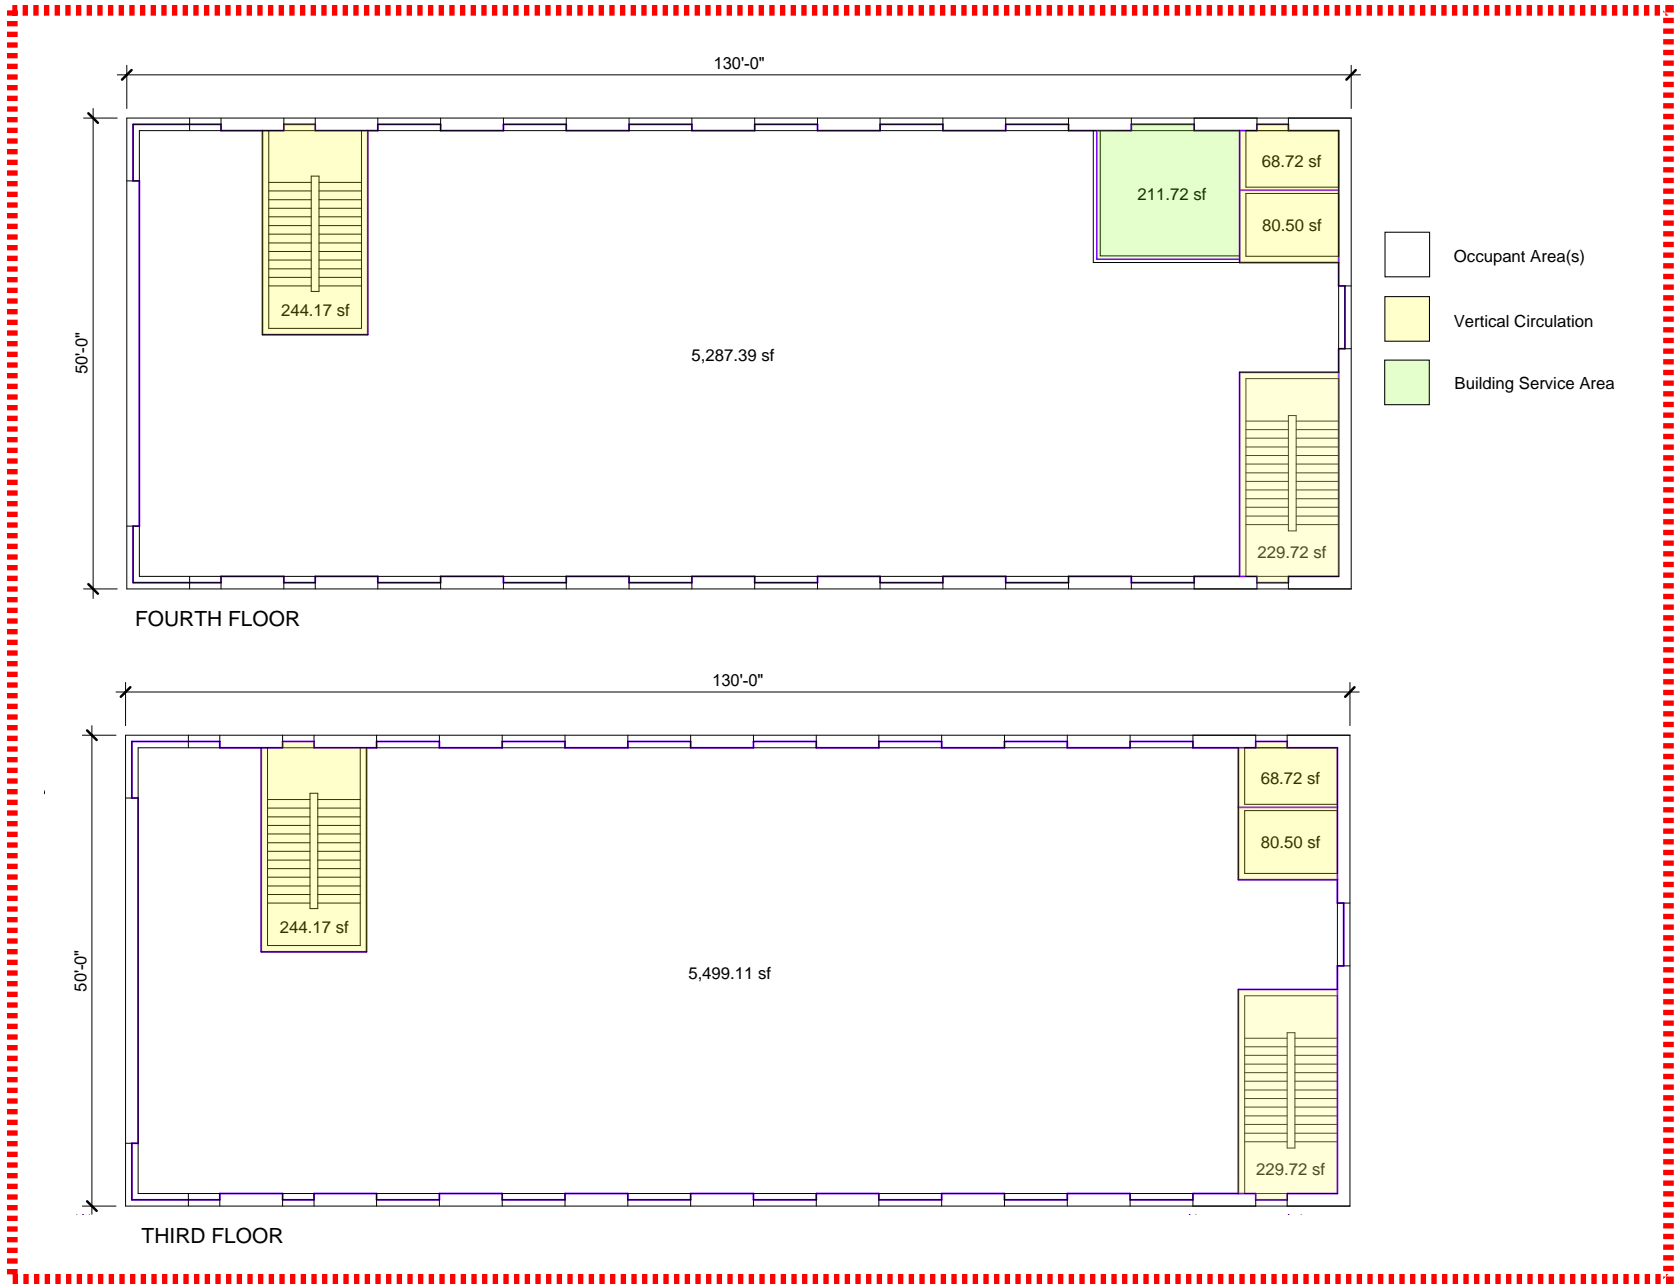 130'-0"
68.72 sf
211.72 sf
80.50 sf
Occupant Area(s)
244.17 sf
Vertical Circulation
50'-0"
5,287.39 sf
Building Service Area
229.72 sf
FOURTH FLOOR
130'-0"
68.72 sf
80.50 sf
244.17 sf
50'-0"
5,499.11 sf
229.72 sf
THIRD FLOOR